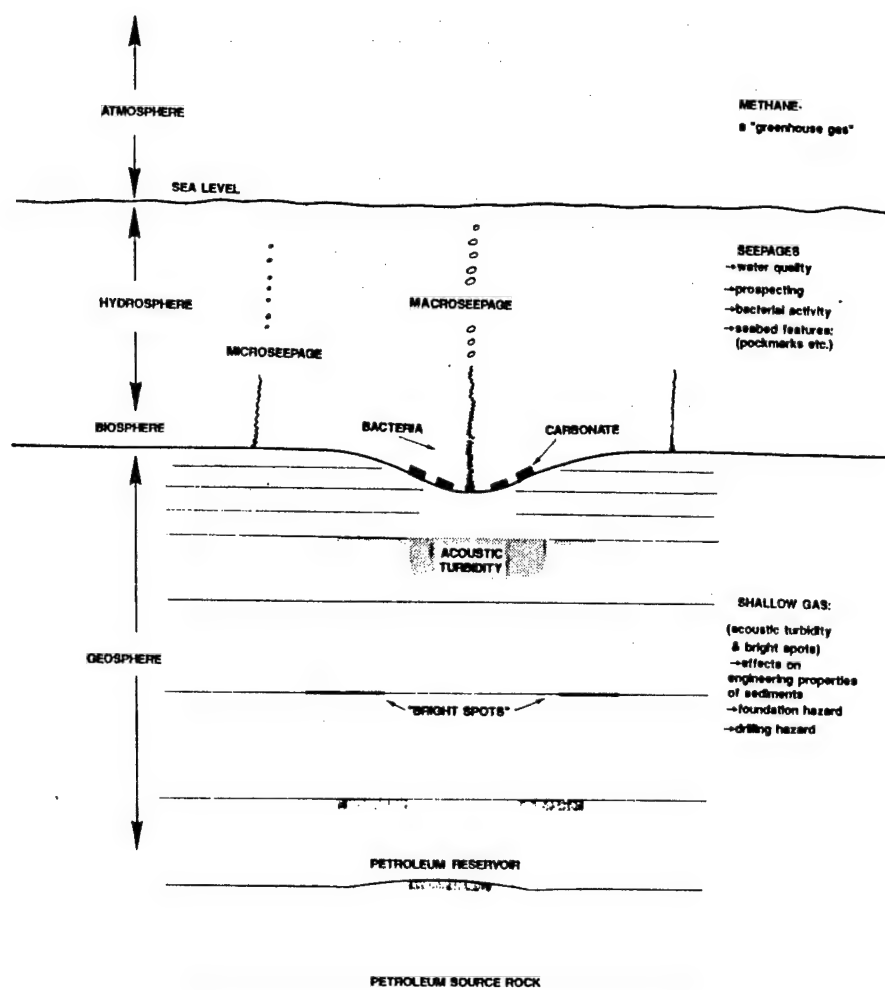 ATMOSPHERE
METHANE-
a "greenhouse gas"
SEA LEVEL
SEEPAGES
→water quality
→prospecting
→bacterial activity
→seabed features:
(pockmarks etc.)
HYDROSPHERE
MACROSEEPAGE
MICROSEEPAGE
BIOSPHERE
BACTERIA
CARBONATE
ACOUSTIC
TURBIDITY
SHALLOW GAS:
(acoustic turbidity
& bright spots)
→effects on
engineering properties
of sediments
→foundation hazard
→drilling hazard
GEOSPHERE
"BRIGHT SPOTS"
PETROLEUM RESERVOIR
PETROLEUM SOURCE ROCK